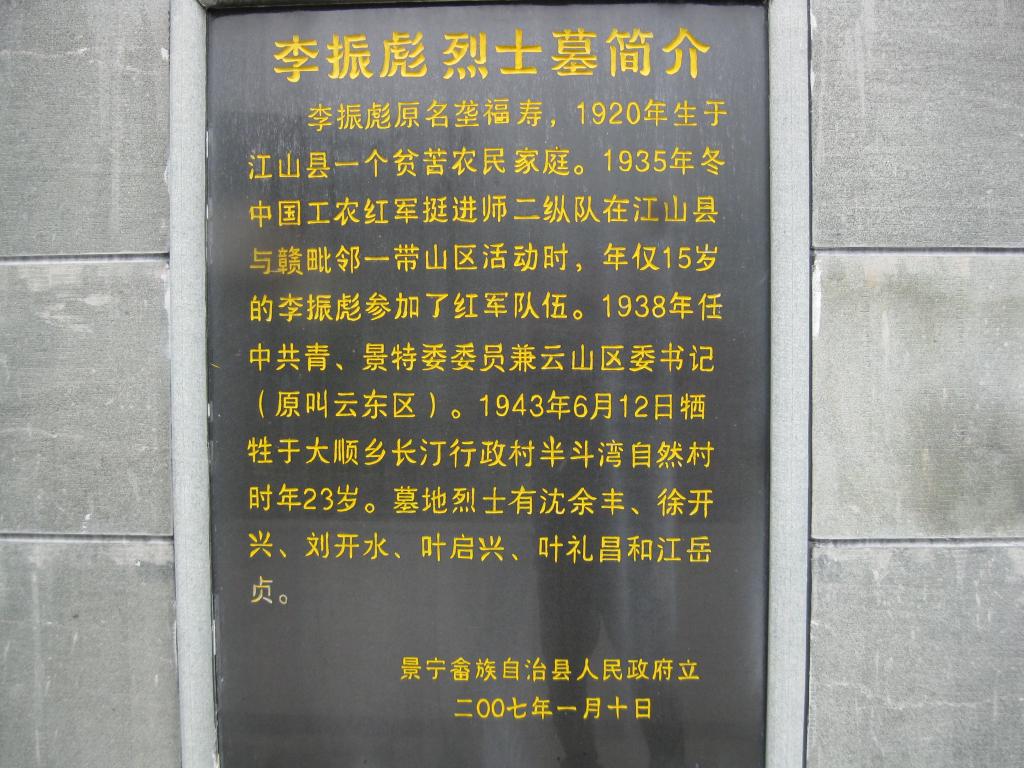 李振彪烈士墓简介
李振彪原名垄福寿，1920年生于
江山县一个贫苦农民家庭。1935年冬
中国工农红军挺进师二纵队在江山县
与赣毗邻一带山区活动时，年仅15岁
的李振彪参加了红军队伍。1938年任
中共青、景特委委员兼云山区委书记
（原叫云东区）。1943年6月12日牺
牲于大顺乡长汀行政村半斗湾自然村
时年23岁。墓地烈士有沈余丰、徐开
兴、刘开水、叶启兴、叶礼昌和江岳
贞。
景宁畲族自治县人民政府立
二〇〇七年一月十日